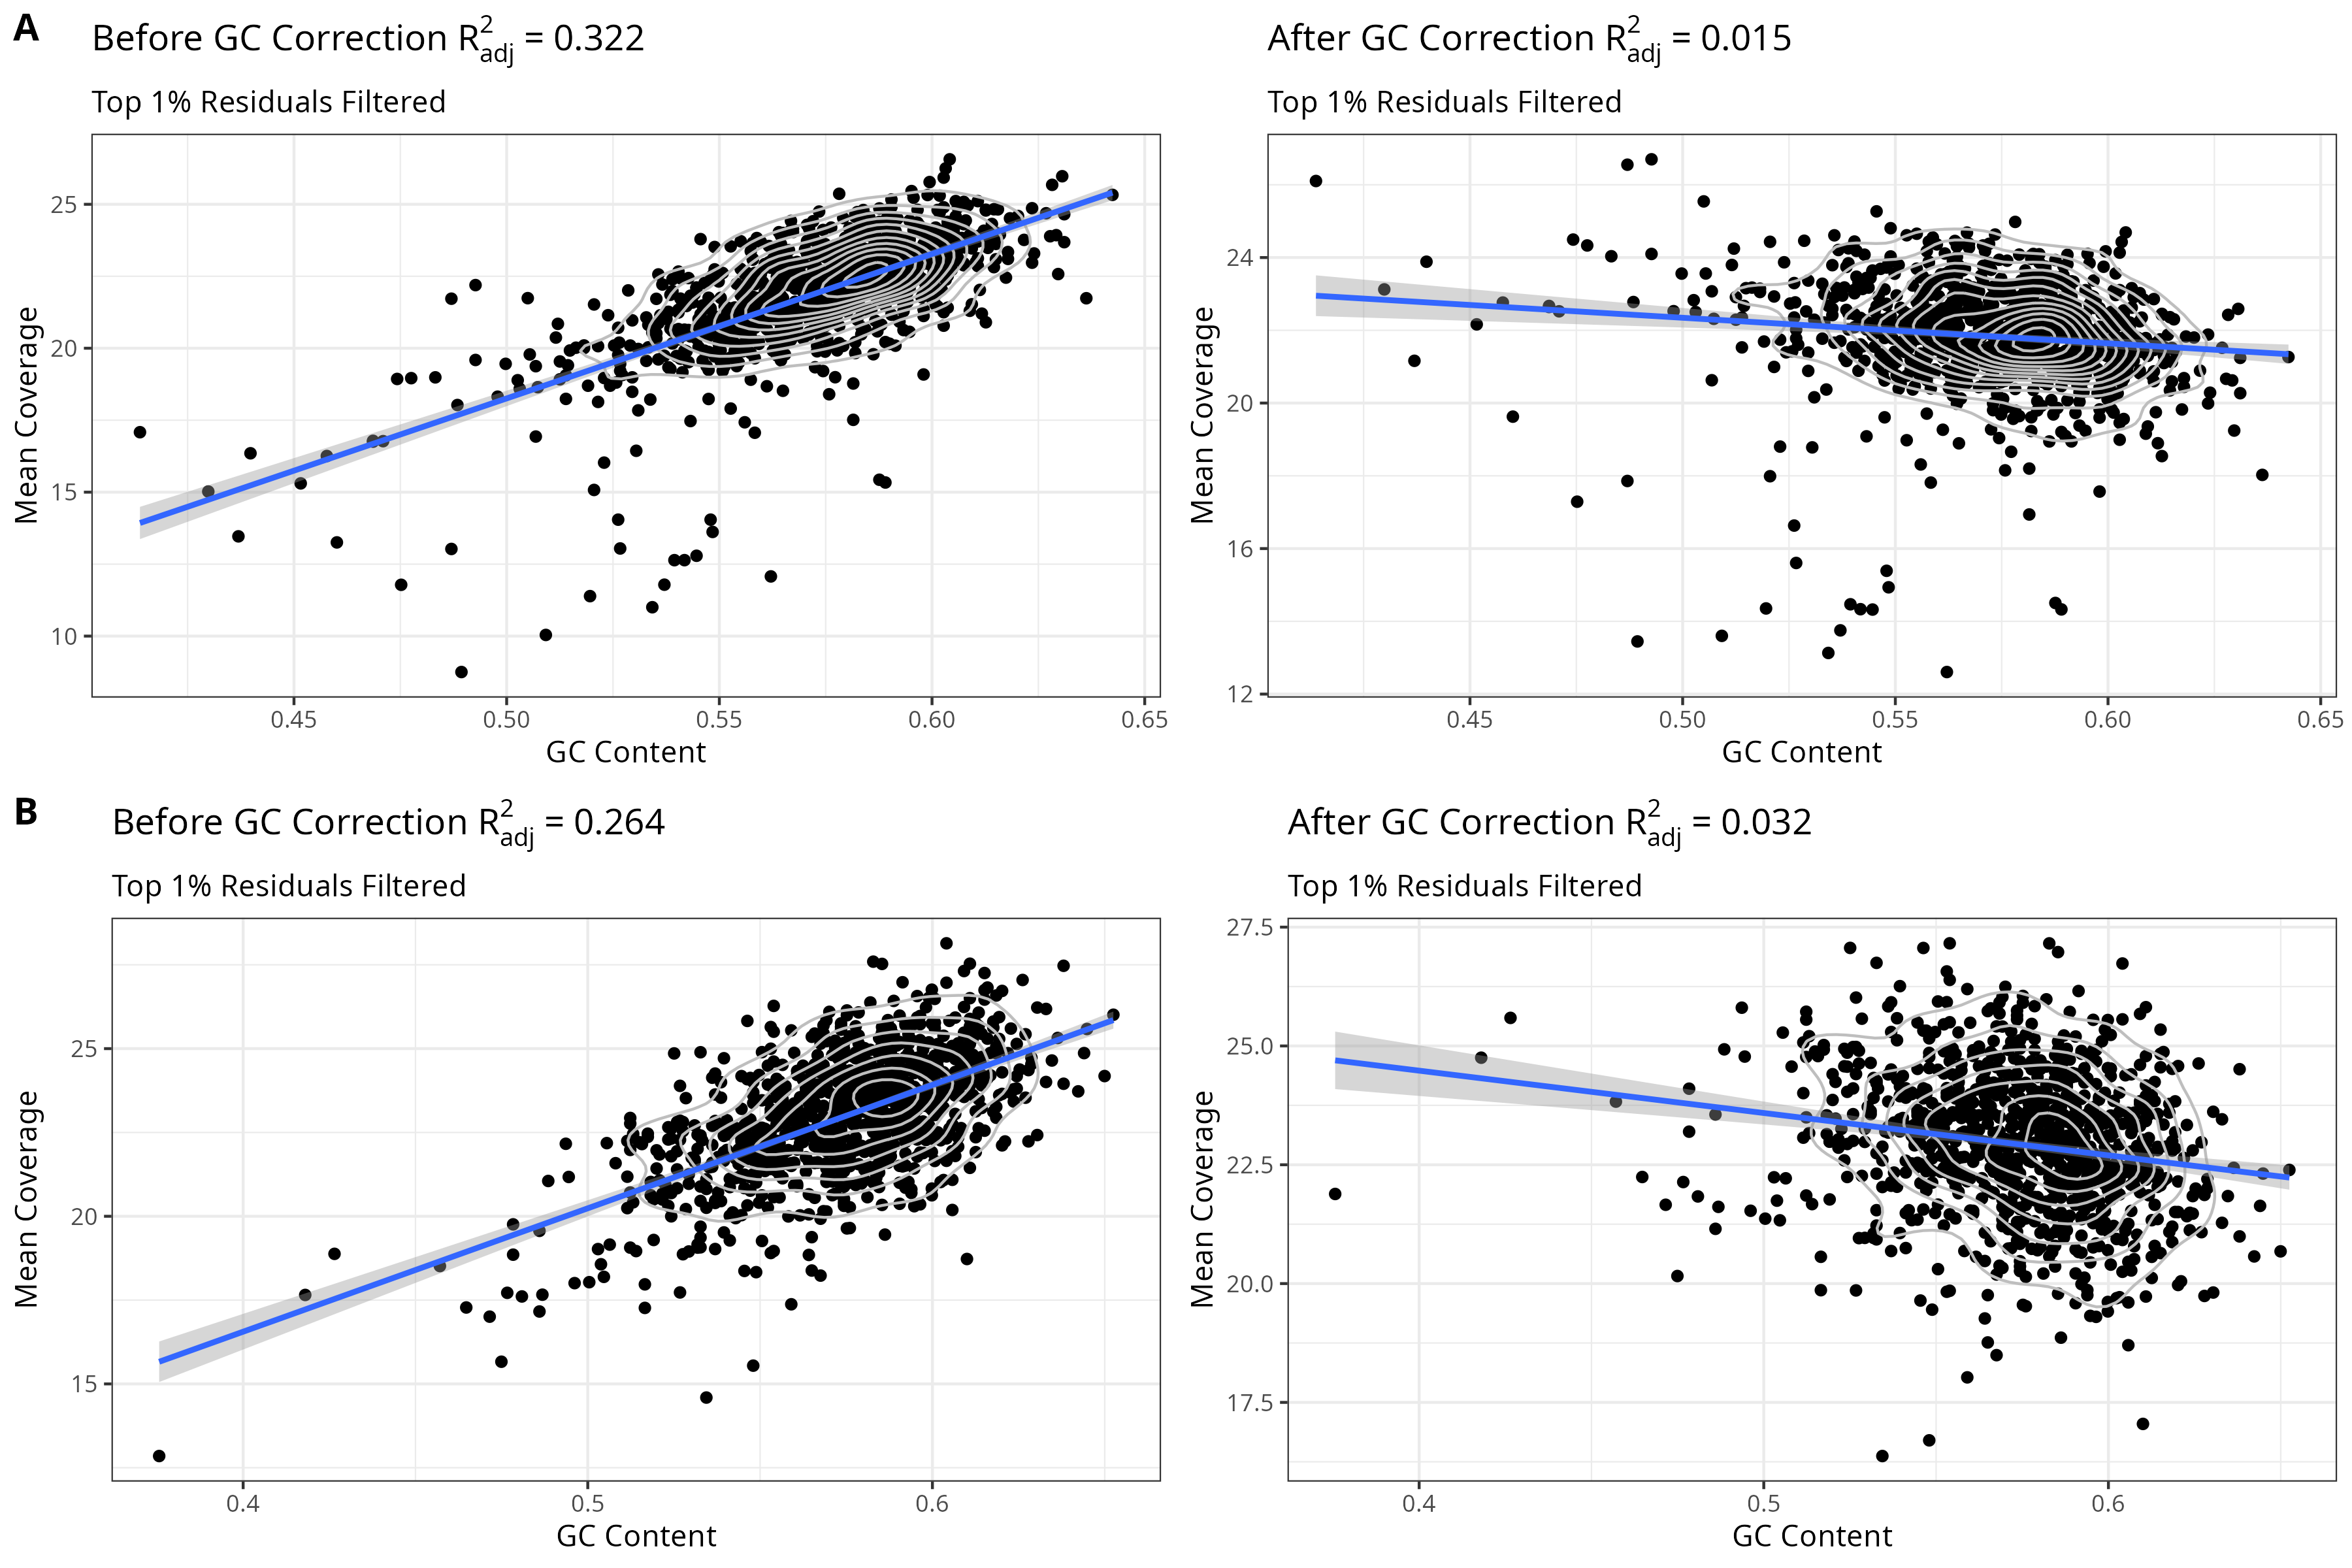 A
Before GC Correction R²adj = 0.322
Top 1% Residuals Filtered
25
20
15
10
Mean Coverage
0.45 0.50 0.55 0.60 0.65
GC Content
After GC Correction R²adj = 0.015
Top 1% Residuals Filtered
24
20
16
12
Mean Coverage
0.45 0.50 0.55 0.60 0.65
GC Content
B
Before GC Correction R²adj = 0.264
Top 1% Residuals Filtered
25
20
15
Mean Coverage
0.4 0.5 0.6
GC Content
After GC Correction R²adj = 0.032
Top 1% Residuals Filtered
27.5
25.0
22.5
20.0
17.5
Mean Coverage
0.4 0.5 0.6
GC Content